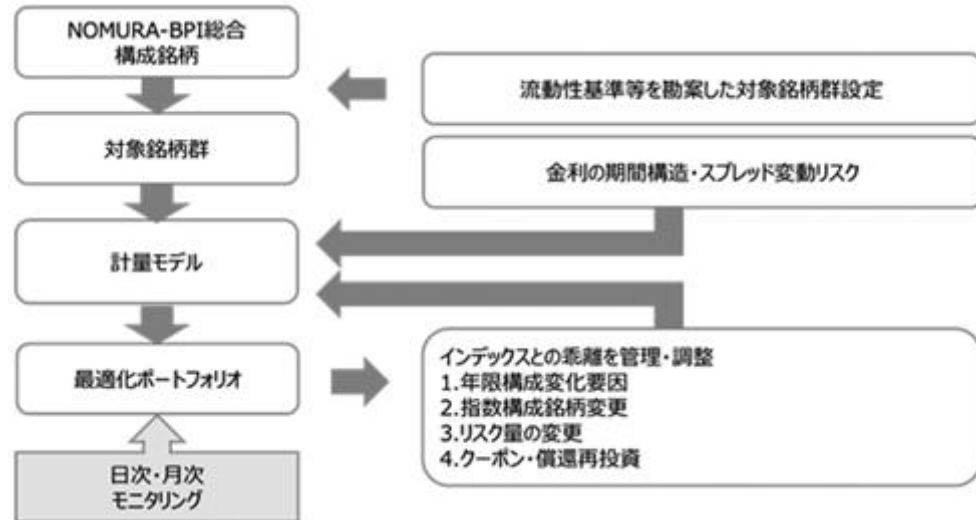 NOMURA-BPI総合
構成銘柄
流動性基準等を勘案した対象銘柄群設定
対象銘柄群
金利の期間構造・スプレッド変動リスク
計量モデル
最適化ポートフォリオ
インデックスとの乖離を管理・調整
1.年限構成変化要因
2.指数構成銘柄変更
3.リスク量の変更
4.クーポン・償還再投資
日次・月次
モニタリング